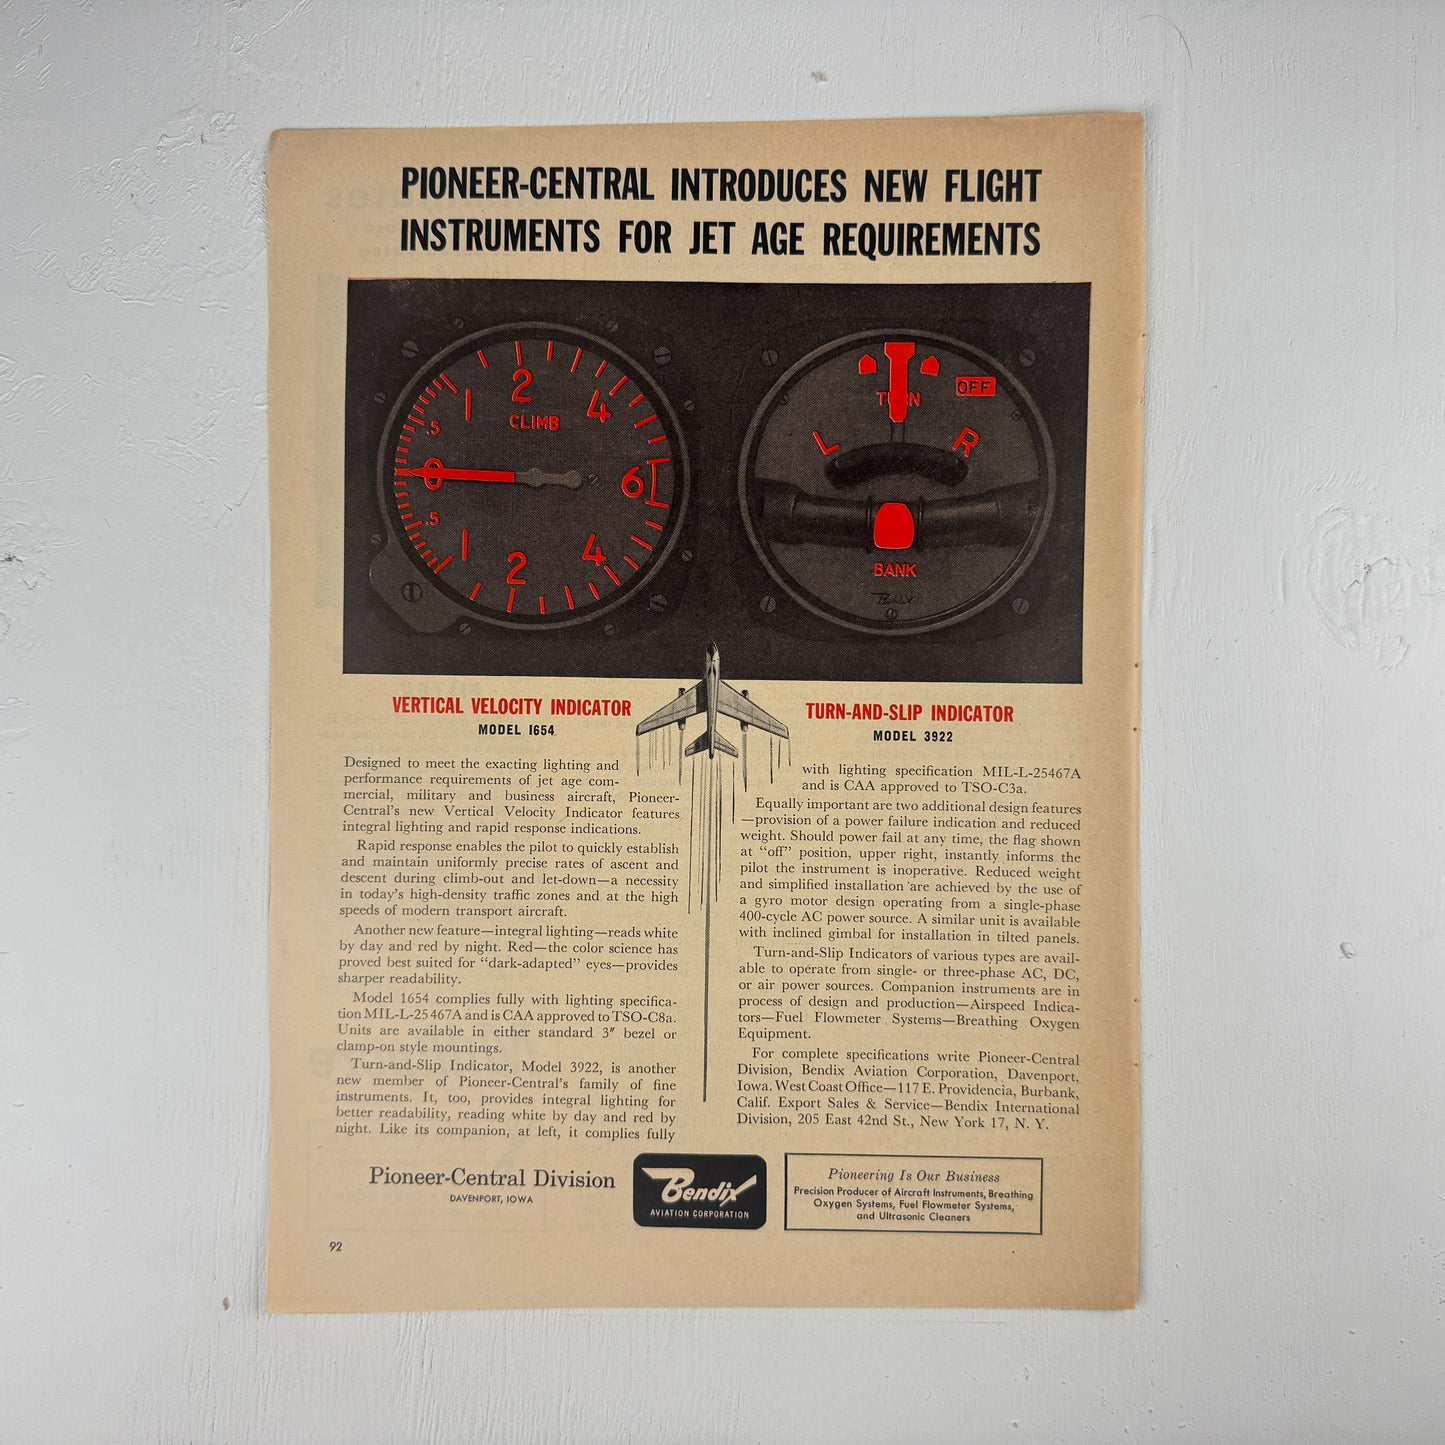 PIONEER-CENTRAL INTRODUCES NEW FLIGHT
INSTRUMENTS FOR JET AGE REQUIREMENTS
.5
1
2
4
CLIMB
0
6
.5
1
2
4
TURN
OFF
L
R
BANK
Bendix
VERTICAL VELOCITY INDICATOR
MODEL 1654
Designed to meet the exacting lighting and
performance requirements of jet age com-
mercial, military and business aircraft, Pioneer-
Central's new Vertical Velocity Indicator features
integral lighting and rapid response indications.
Rapid response enables the pilot to quickly establish
and maintain uniformly precise rates of ascent and
descent during climb-out and let-down—a necessity
in today's high-density traffic zones and at the high
speeds of modern transport aircraft.
Another new feature—integral lighting—reads white
by day and red by night. Red—the color science has
proved best suited for "dark-adapted" eyes—provides
sharper readability.
Model 1654 complies fully with lighting specifica-
tion MIL-L-25467A and is CAA approved to TSO-C8a.
Units are available in either standard 3" bezel or
clamp-on style mountings.
Turn-and-Slip Indicator, Model 3922, is another
new member of Pioneer-Central's family of fine
instruments. It, too, provides integral lighting for
better readability, reading white by day and red by
night. Like its companion, at left, it complies fully
TURN-AND-SLIP INDICATOR
MODEL 3922
with lighting specification MIL-L-25467A
and is CAA approved to TSO-C3a.
Equally important are two additional design features
—provision of a power failure indication and reduced
weight. Should power fail at any time, the flag shown
at "off" position, upper right, instantly informs the
pilot the instrument is inoperative. Reduced weight
and simplified installation are achieved by the use of
a gyro motor design operating from a single-phase
400-cycle AC power source. A similar unit is available
with inclined gimbal for installation in tilted panels.
Turn-and-Slip Indicators of various types are avail-
able to operate from single- or three-phase AC, DC,
or air power sources. Companion instruments are in
process of design and production—Airspeed Indica-
tors—Fuel Flowmeter Systems—Breathing Oxygen
Equipment.
For complete specifications write Pioneer-Central
Division, Bendix Aviation Corporation, Davenport,
Iowa. West Coast Office—117 E. Providencia, Burbank,
Calif. Export Sales & Service—Bendix International
Division, 205 East 42nd St., New York 17, N. Y.
Pioneer-Central Division
DAVENPORT, IOWA
Bendix
AVIATION CORPORATION
Pioneering Is Our Business
Precision Producer of Aircraft Instruments, Breathing
Oxygen Systems, Fuel Flowmeter Systems,
and Ultrasonic Cleaners
92